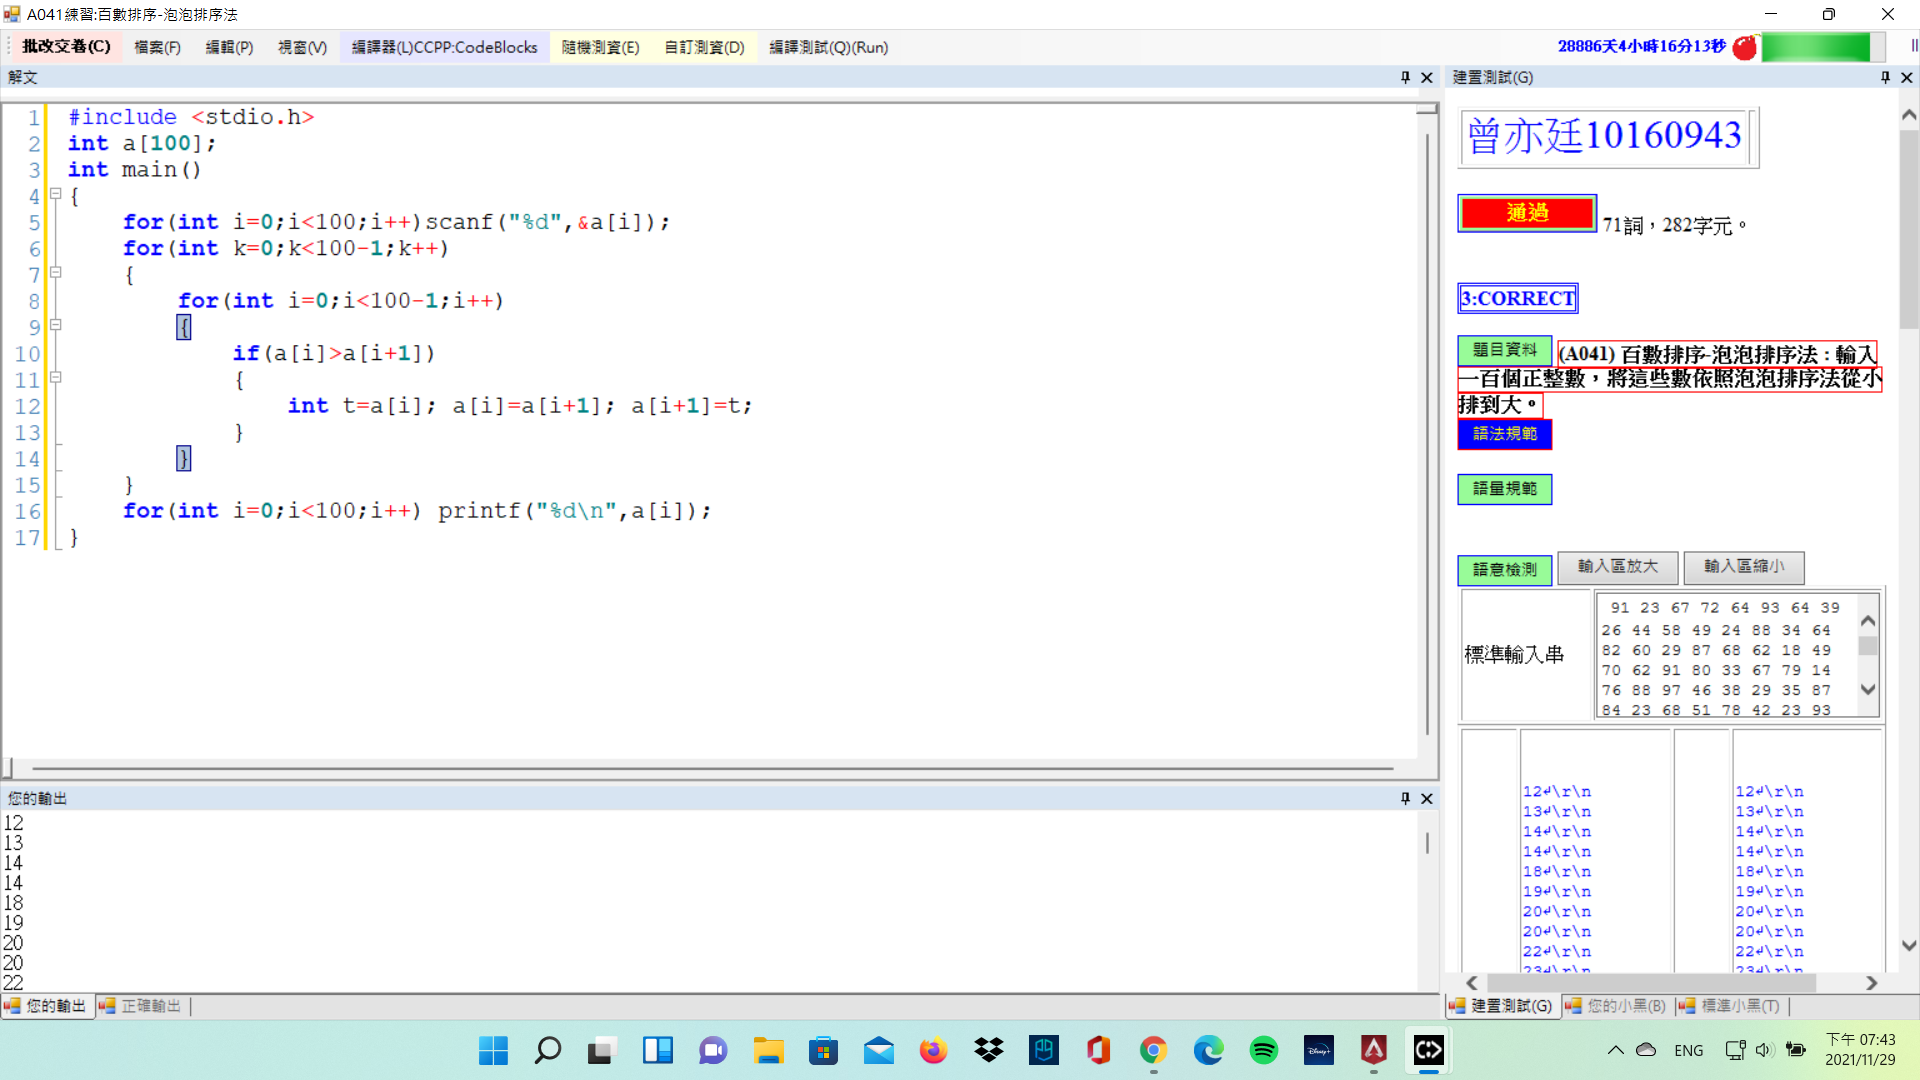 A041練習:百數排序-泡泡排序法
批改交卷(C) 檔案(F) 編輯(P) 視窗(V) 編譯器(L)CCPP:CodeBlocks 隨機測資(E) 自訂測資(D) 編譯測試(Q)(Run) 28886天4小時16分13秒
解文
1 #include <stdio.h>
2 int a[100];
3 int main()
4 {
5 for(int i=0;i<100;i++)scanf("%d",&a[i]);
6 for(int k=0;k<100-1;k++)
7 {
8 for(int i=0;i<100-1;i++)
9 {
10 if(a[i]>a[i+1])
11 {
12 int t=a[i]; a[i]=a[i+1]; a[i+1]=t;
13 }
14 }
15 }
16 for(int i=0;i<100;i++) printf("%d\n",a[i]);
17 }
您的輸出
12
13
14
14
18
19
20
20
22
您的輸出 正確輸出
建置測試(G)
曾亦廷10160943
通過 71詞，282字元。
3:CORRECT
題目資料 (A041) 百數排序-泡泡排序法 : 輸入
一百個正整數，將這些數依照泡泡排序法從小
排到大。
語法規範
語量規範
語意檢測 輸入區放大 輸入區縮小
標準輸入串
91 23 67 72 64 93 64 39
26 44 58 49 24 88 34 64
82 60 29 87 68 62 18 49
70 62 91 80 33 67 79 14
76 88 97 46 38 29 35 87
84 23 68 51 78 42 23 93
12↲\r\n 12↲\r\n
13↲\r\n 13↲\r\n
14↲\r\n 14↲\r\n
14↲\r\n 14↲\r\n
18↲\r\n 18↲\r\n
19↲\r\n 19↲\r\n
20↲\r\n 20↲\r\n
20↲\r\n 20↲\r\n
22↲\r\n 22↲\r\n
23↲\r\n 23↲\r\n
建置測試(G) 您的小黑(B) 標準小黑(T)
Disney+
ENG
下午 07:43
2021/11/29